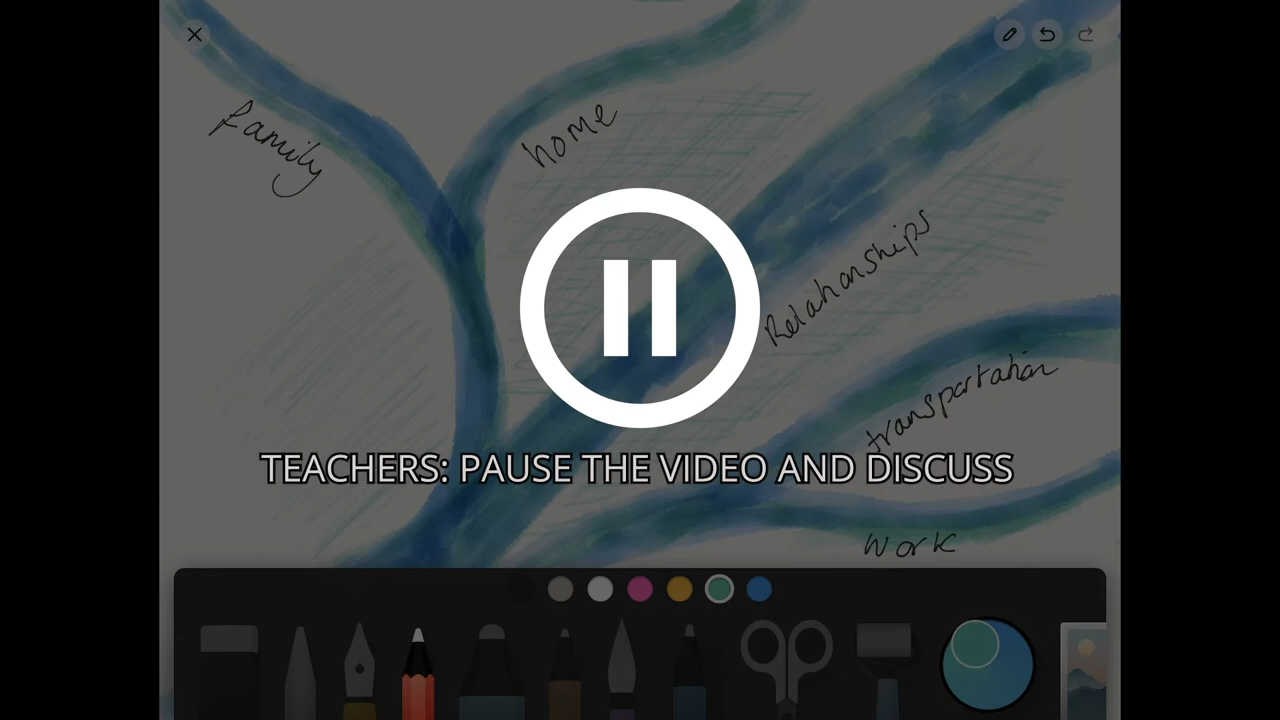 family
home
Relationships
transportation
TEACHERS: PAUSE THE VIDEO AND DISCUSS
work